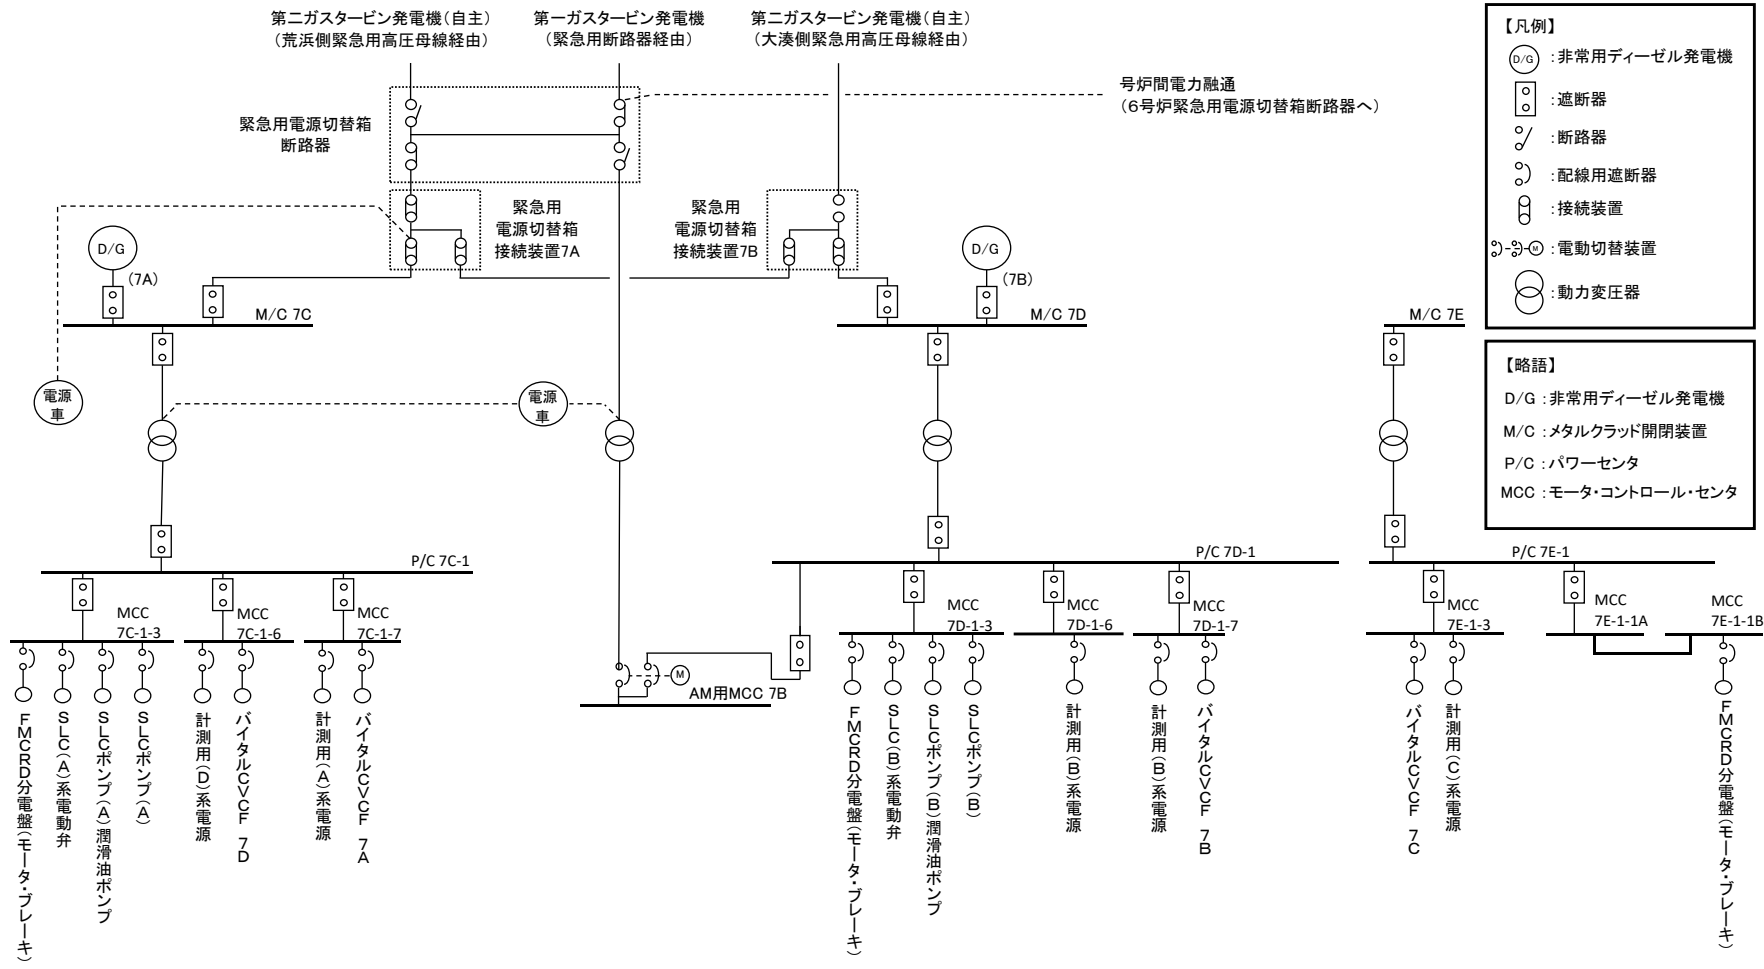 第二ガスタービン発電機(自主)
(荒浜側緊急用高圧母線経由)
第一ガスタービン発電機
(緊急用断路器経由)
第二ガスタービン発電機(自主)
(大湊側緊急用高圧母線経由)
号炉間電力融通
(6号炉緊急用電源切替箱断路器へ)
緊急用電源切替箱
断路器
緊急用
電源切替箱
接続装置7A
緊急用
電源切替箱
接続装置7B
D/G
(7A)
D/G
(7B)
M/C 7C
M/C 7D
M/C 7E
電源
車
電源
車
P/C 7C-1
P/C 7D-1
P/C 7E-1
MCC
7C-1-3
MCC
7C-1-6
MCC
7C-1-7
M
AM用MCC 7B
MCC
7D-1-3
MCC
7D-1-6
MCC
7D-1-7
MCC
7E-1-3
MCC
7E-1-1A
MCC
7E-1-1B
FMCRD分電盤(モータ・ブレーキ)
SLC(A)系電動弁
SLCポンプ(A)潤滑油ポンプ
SLCポンプ(A)
計測用(D)系電源
バイタルCVCF 7D
計測用(A)系電源
バイタルCVCF 7A
FMCRD分電盤(モータ・ブレーキ)
SLC(B)系電動弁
SLCポンプ(B)潤滑油ポンプ
SLCポンプ(B)
計測用(B)系電源
計測用(B)系電源
バイタルCVCF 7B
バイタルCVCF 7C
計測用(C)系電源
FMCRD分電盤(モータ・ブレーキ)
【凡例】
D/G :非常用ディーゼル発電機
:遮断器
:断路器
:配線用遮断器
:接続装置
M :電動切替装置
:動力変圧器
【略語】
D/G :非常用ディーゼル発電機
M/C :メタルクラッド開閉装置
P/C :パワーセンタ
MCC :モータ・コントロール・センタ